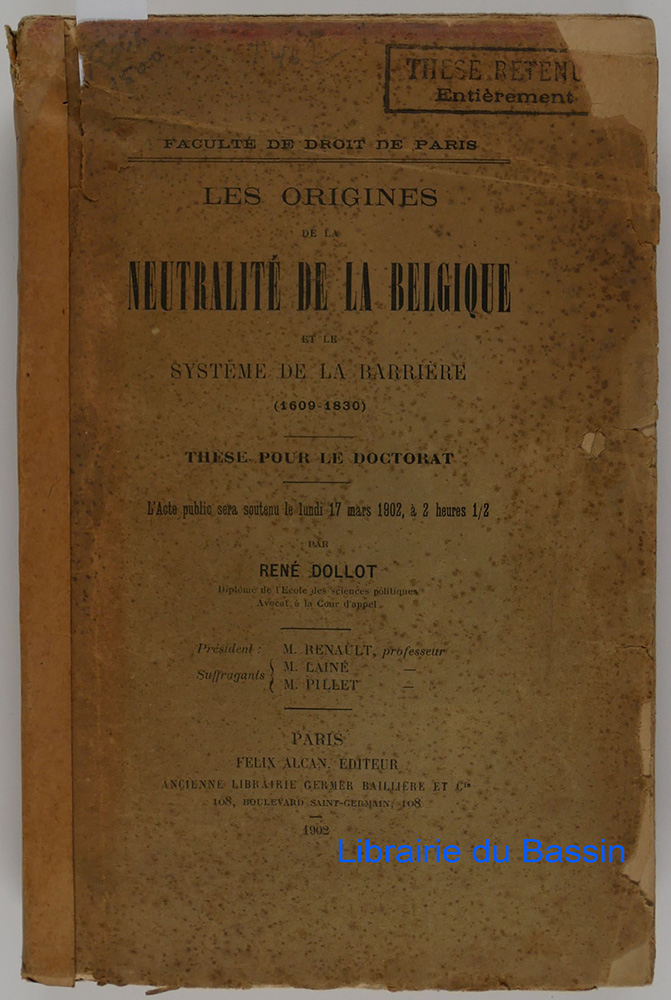 THESE RETENU
Entièrement
FACULTÉ DE DROIT DE PARIS
LES ORIGINES
DE LA
NEUTRALITÉ DE LA BELGIQUE
ET LE
SYSTÈME DE LA BARRIÈRE
(1609-1830)
THÈSE POUR LE DOCTORAT
L'Acte public sera soutenu le lundi 17 mars 1902, à 2 heures 1/2
PAR
RENÉ DOLLOT
Diplômé de l'Ecole des sciences politiques
Avocat à la Cour d'appel
Président : M. RENAULT, professeur
Suffragants { M. LAINÉ —
M. PILLET —
PARIS
FELIX ALCAN, ÉDITEUR
ANCIENNE LIBRAIRIE GERMER BAILLIÈRE ET Cie
108, BOULEVARD SAINT-GERMAIN, 108
1902
Librairie du Bassin